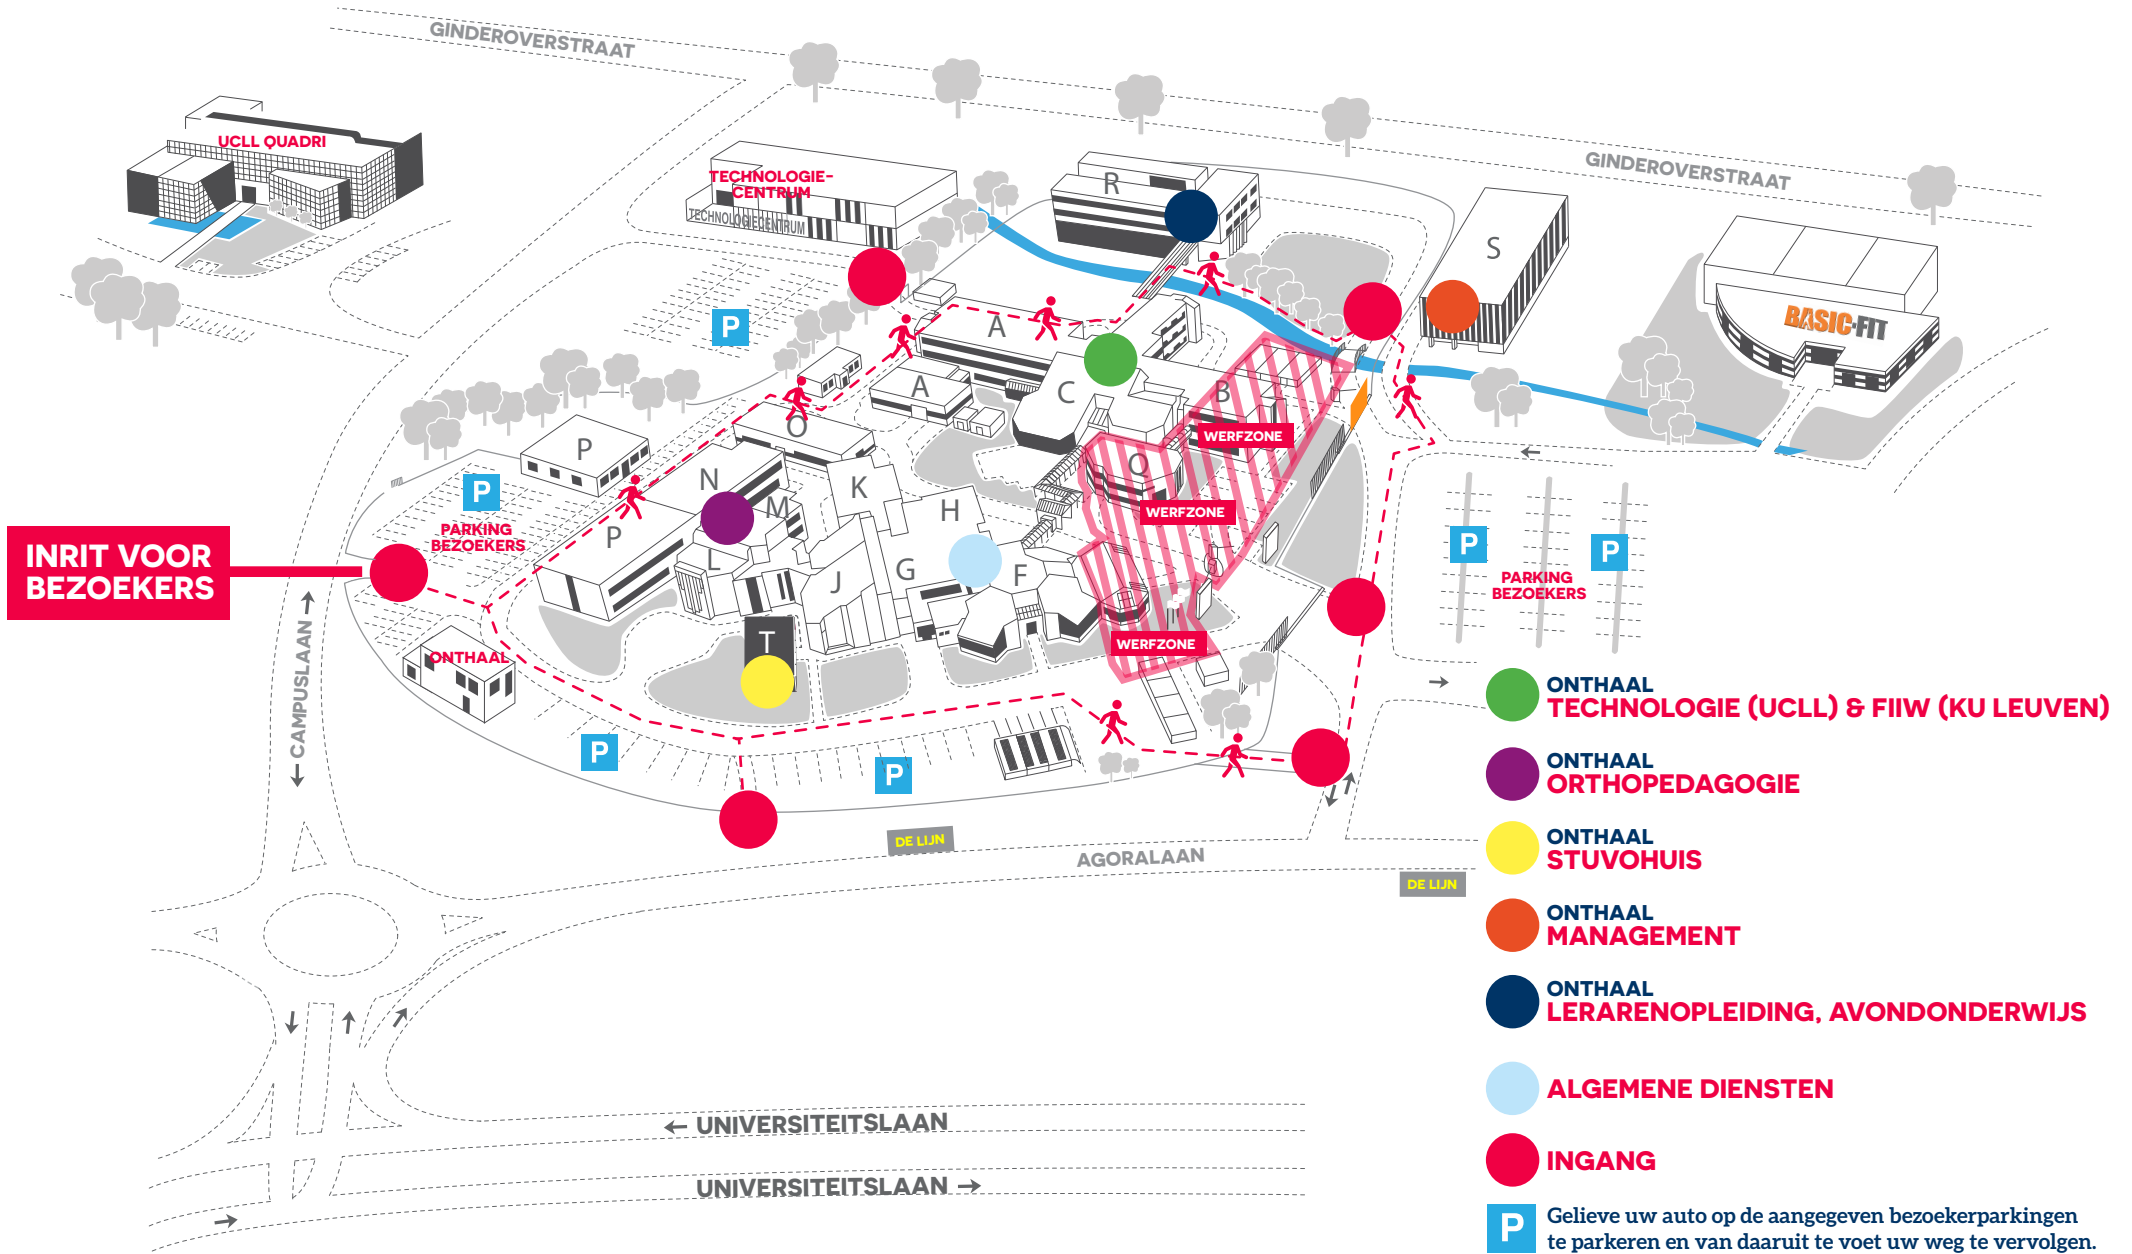 GINDEROVERSTRAAT
UCLL QUADRI
TECHNOLOGIE-
CENTRUM
TECHNOLOGIECENTRUM
R
GINDEROVERSTRAAT
S
BASIC-FIT
P
A
A
C
B
O
WERFZONE
P
N
K
Q
P
M
H
WERFZONE
PARKING
BEZOEKERS
P
L
J
G
F
INRIT VOOR
BEZOEKERS
P
P
PARKING
BEZOEKERS
CAMPUSLAAN
ONTHAAL
T
WERFZONE
P
P
DE LIJN
AGORALAAN
DE LIJN
UNIVERSITEITSLAAN
UNIVERSITEITSLAAN
ONTHAAL
TECHNOLOGIE (UCLL) & FIIW (KU LEUVEN)
ONTHAAL
ORTHOPEDAGOGIE
ONTHAAL
STUVOHUIS
ONTHAAL
MANAGEMENT
ONTHAAL
LERARENOPLEIDING, AVONDONDERWIJS
ALGEMENE DIENSTEN
INGANG
P
Gelieve uw auto op de aangegeven bezoekerparkingen
te parkeren en van daaruit te voet uw weg te vervolgen.